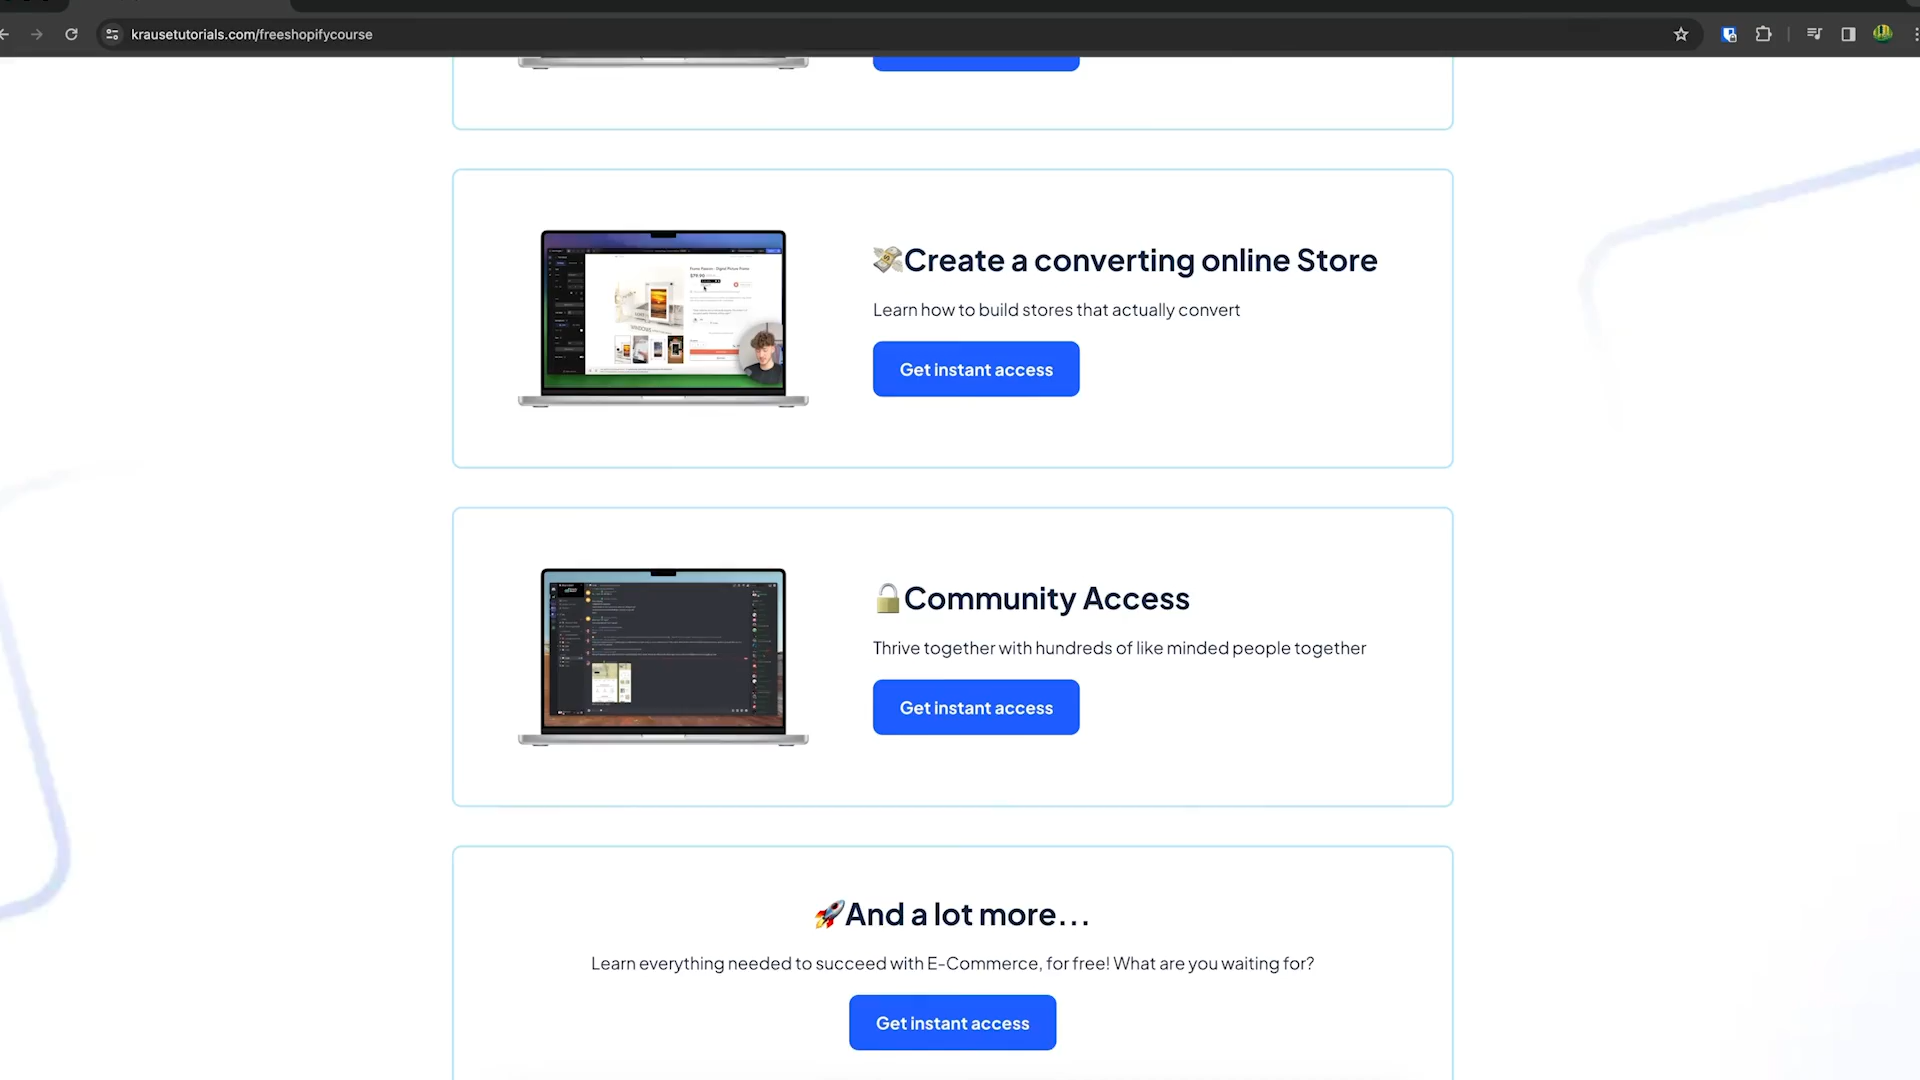 krausetutorials.com/freeshopifycourse
Create a converting online Store
Learn how to build stores that actually convert
Get instant access
Community Access
Thrive together with hundreds of like minded people together
Get instant access
And a lot more...
Learn everything needed to succeed with E-Commerce, for free! What are you waiting for?
Get instant access